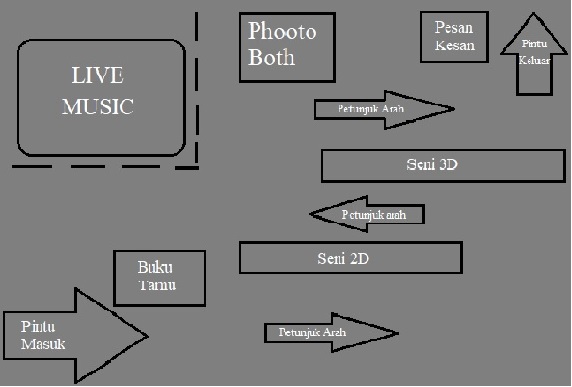 LIVE
MUSIC
Phooto
Both
Pesan
Kesan
Pintu
Keluar
Petunjuk Arah
Seni 3D
Petunjuk arah
Seni 2D
Buku
Tamu
Pintu
Masuk
Petunjuk Arah